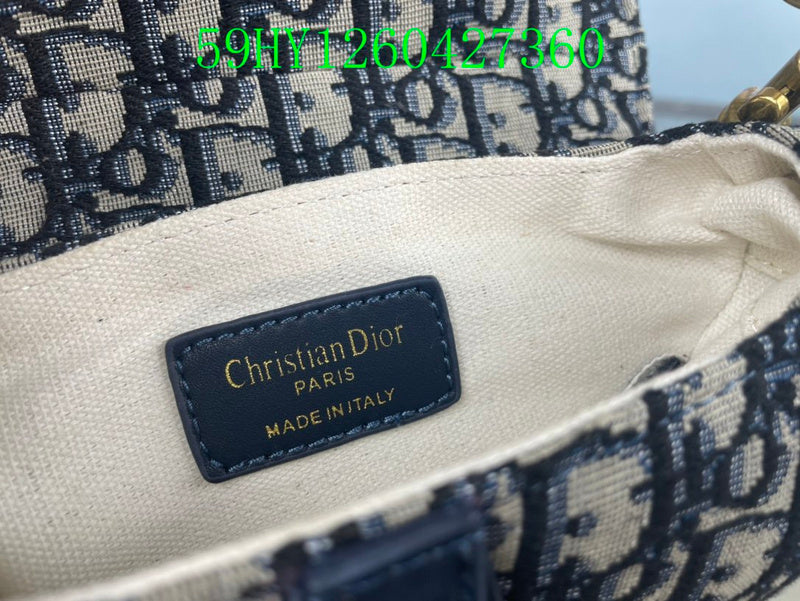 59HY1260427360
Christian Dior
PARIS
MADE IN ITALY